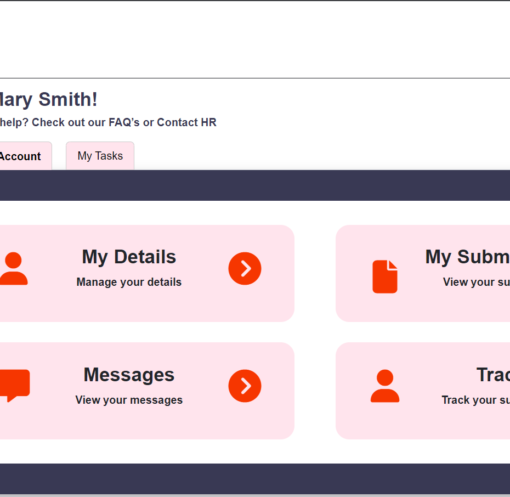 Mary Smith!
help? Check out our FAQ's or Contact HR
Account My Tasks
My Details
Manage your details
My Subm
View your su
Messages
View your messages
Trac
Track your su